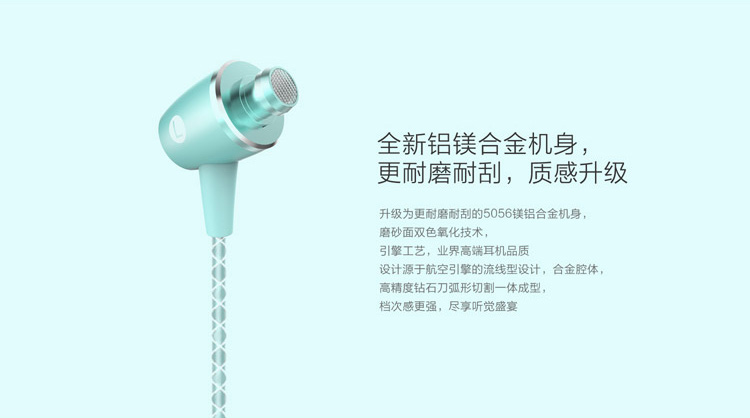 L
全新铝镁合金机身，
更耐磨耐刮，质感升级
升级为更耐磨耐刮的5056镁铝合金机身，
磨砂面双色氧化技术，
引擎工艺，业界高端耳机品质
设计源于航空引擎的流线型设计，合金腔体，
高精度钻石刀弧形切割一体成型，
档次感更强，尽享听觉盛宴